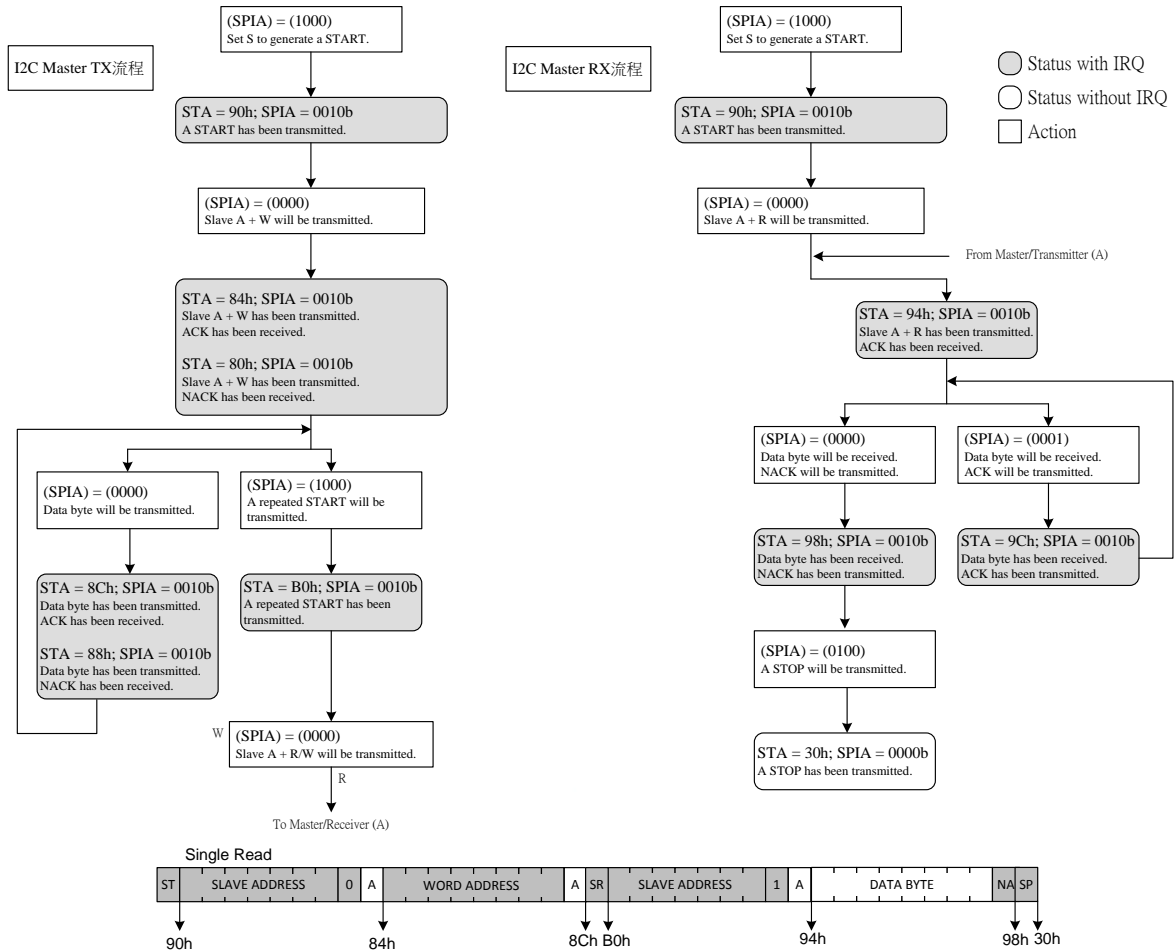 I2C Master TX流程
(SPIA) = (1000)
Set S to generate a START.
STA = 90h; SPIA = 0010b
A START has been transmitted.
(SPIA) = (0000)
Slave A + W will be transmitted.
STA = 84h; SPIA = 0010b
Slave A + W has been transmitted.
ACK has been received.
STA = 80h; SPIA = 0010b
Slave A + W has been transmitted.
NACK has been received.
(SPIA) = (0000)
Data byte will be transmitted.
STA = 8Ch; SPIA = 0010b
Data byte has been transmitted.
ACK has been received.
STA = 88h; SPIA = 0010b
Data byte has been transmitted.
NACK has been received.
(SPIA) = (1000)
A repeated START will be
transmitted.
STA = B0h; SPIA = 0010b
A repeated START has been
transmitted.
W
(SPIA) = (0000)
Slave A + R/W will be transmitted.
R
To Master/Receiver (A)
I2C Master RX流程
(SPIA) = (1000)
Set S to generate a START.
STA = 90h; SPIA = 0010b
A START has been transmitted.
(SPIA) = (0000)
Slave A + R will be transmitted.
From Master/Transmitter (A)
STA = 94h; SPIA = 0010b
Slave A + R has been transmitted.
ACK has been received.
(SPIA) = (0000)
Data byte will be received.
NACK will be transmitted.
STA = 98h; SPIA = 0010b
Data byte has been received.
NACK has been transmitted.
(SPIA) = (0100)
A STOP will be transmitted.
STA = 30h; SPIA = 0000b
A STOP has been transmitted.
(SPIA) = (0001)
Data byte will be received.
ACK will be transmitted.
STA = 9Ch; SPIA = 0010b
Data byte has been received.
ACK has been transmitted.
Status with IRQ
Status without IRQ
Action
Single Read
ST SLAVE ADDRESS 0 A WORD ADDRESS A SR SLAVE ADDRESS 1 A DATA BYTE NA SP
90h 84h 8Ch B0h 94h 98h 30h